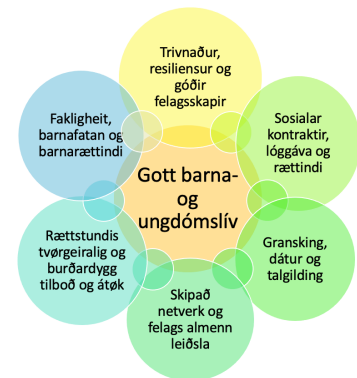 Trivnaður,
resiliensur og
góðir
felagsskapir
Fakligheit,
barnafatan og
barnarættindi
Sosialar
kontraktir,
lóggáva og
rættindi
Gott barna-
og
ungdómslív
Rættstundis
tvørgeiralig og
burðardygg
tilboð og átøk
Gransking,
dátur og
talgilding
Skipað
netverk og
felags almenn
leiðsla